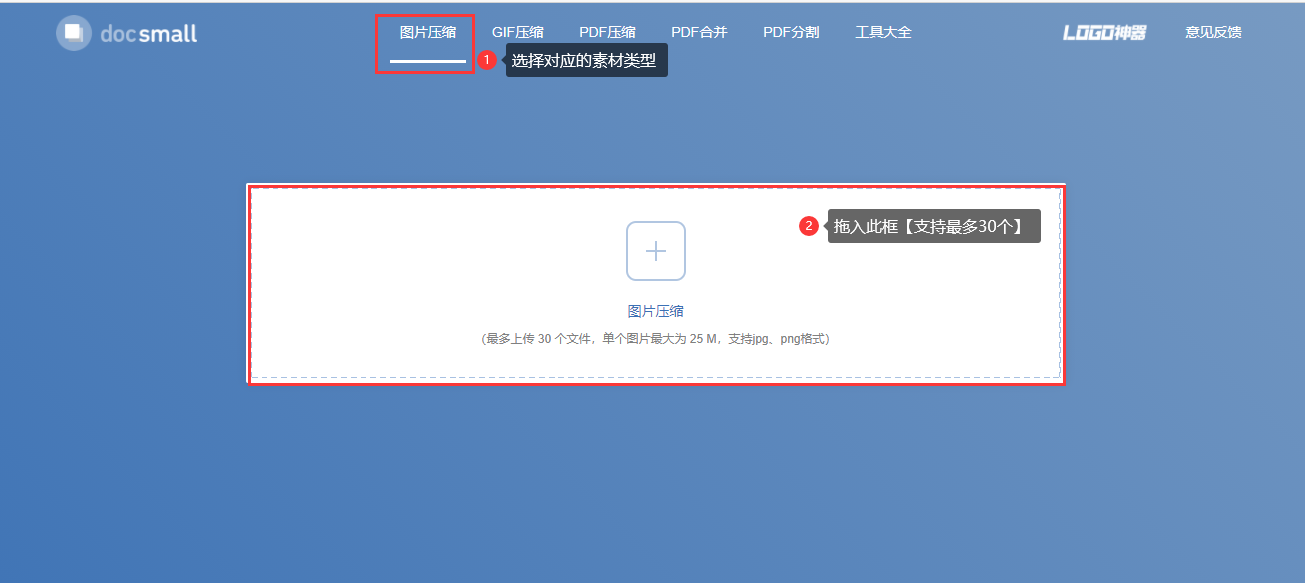 docsmall
图片压缩
GIF压缩
PDF压缩
PDF合并
PDF分割
工具大全
LOGO神器
意见反馈
1
选择对应的素材类型
2
拖入此框【支持最多30个】
图片压缩
（最多上传 30 个文件，单个图片最大为 25 M，支持jpg、png格式）